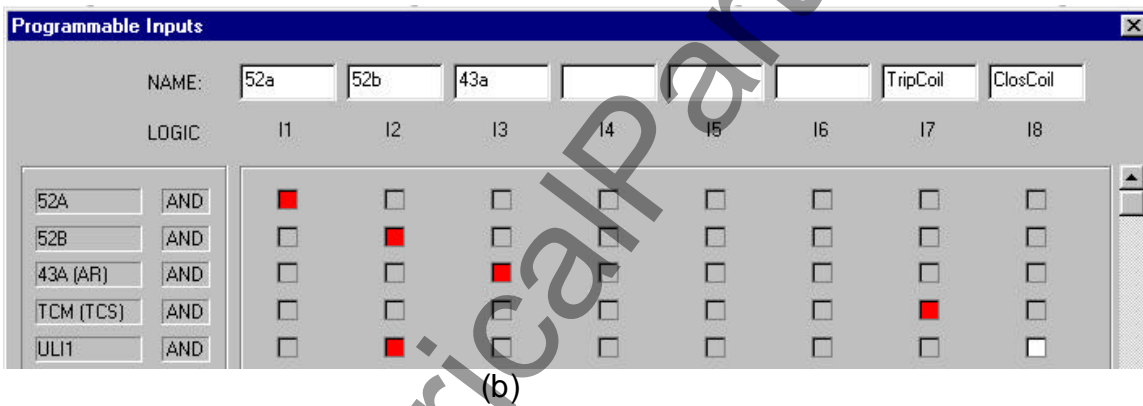 Programmable Inputs
NAME: 52a 52b 43a TripCoil ClosCoil
LOGIC I1 I2 I3 I4 I5 I6 I7 I8
52A AND
52B AND
43A (AR) AND
TCM (TCS) AND
ULI1 AND
(b)